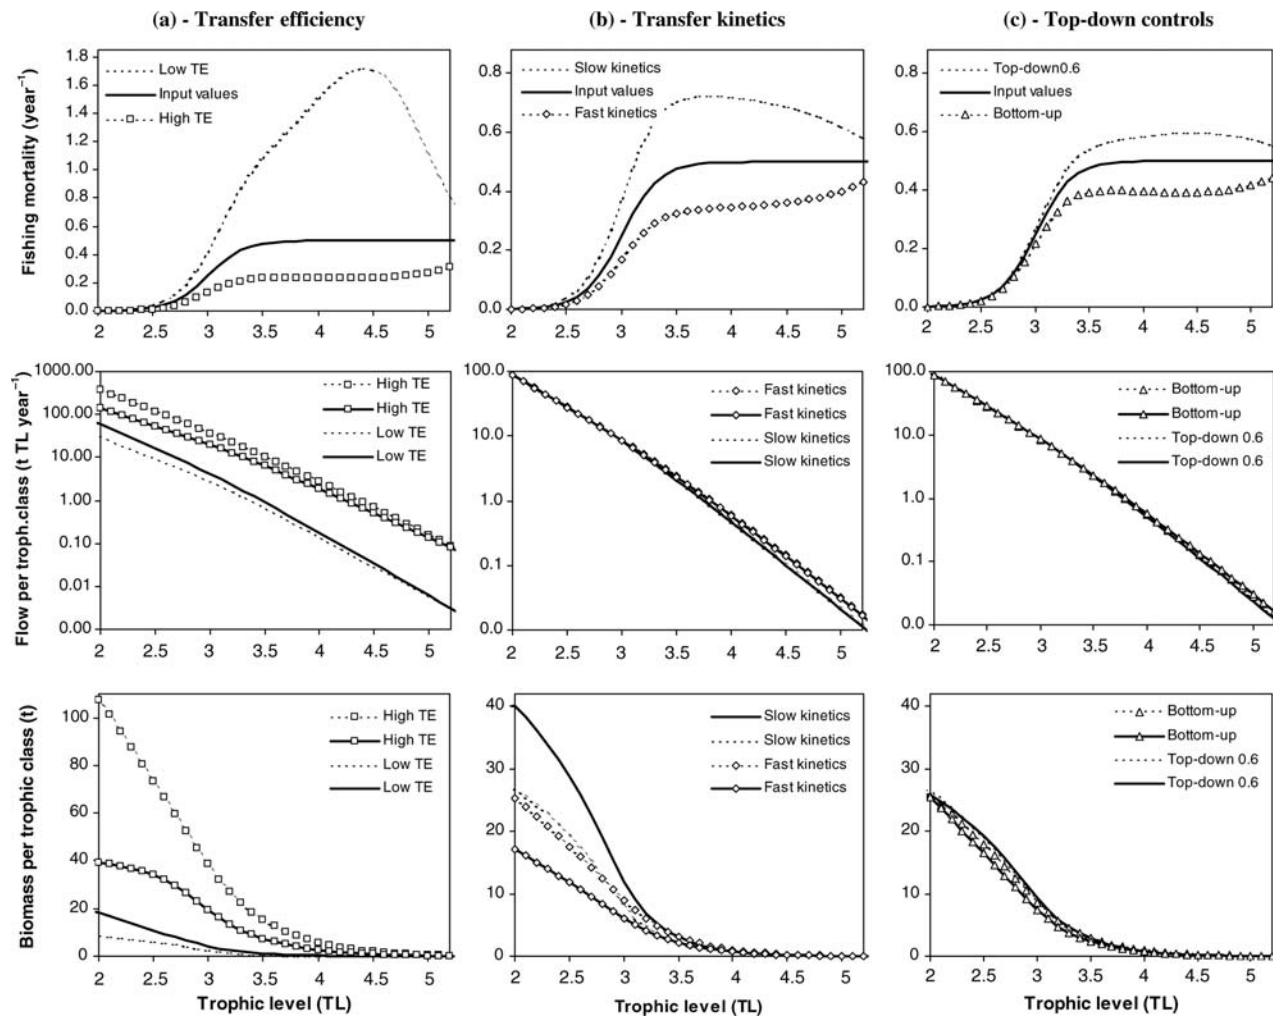 (a) - Transfer efficiency
(b) - Transfer kinetics
(c) - Top-down controls
Fishing mortality (year⁻¹)
1.8
1.6
1.4
1.2
1.0
0.8
0.6
0.4
0.2
0.0
Low TE
Input values
High TE
2 2.5 3 3.5 4 4.5 5
0.8
0.6
0.4
0.2
0.0
Slow kinetics
Input values
Fast kinetics
2 2.5 3 3.5 4 4.5 5
0.8
0.6
0.4
0.2
0.0
Top-down0.6
Input values
Bottom-up
2 2.5 3 3.5 4 4.5 5
Flow per troph.class (t TL year⁻¹)
1000.00
100.00
10.00
1.00
0.10
0.01
0.00
High TE
High TE
Low TE
Low TE
2 2.5 3 3.5 4 4.5 5
100.0
10.0
1.0
0.1
0.0
Fast kinetics
Fast kinetics
Slow kinetics
Slow kinetics
2 2.5 3 3.5 4 4.5 5
100.0
10.0
1.0
0.1
0.0
Bottom-up
Bottom-up
Top-down 0.6
Top-down 0.6
2 2.5 3 3.5 4 4.5 5
Biomass per trophic class (t)
100
80
60
40
20
0
High TE
High TE
Low TE
Low TE
2 2.5 3 3.5 4 4.5 5
Trophic level (TL)
40
30
20
10
0
Slow kinetics
Slow kinetics
Fast kinetics
Fast kinetics
2 2.5 3 3.5 4 4.5 5
Trophic level (TL)
40
30
20
10
0
Bottom-up
Bottom-up
Top-down 0.6
Top-down 0.6
2 2.5 3 3.5 4 4.5 5
Trophic level (TL)